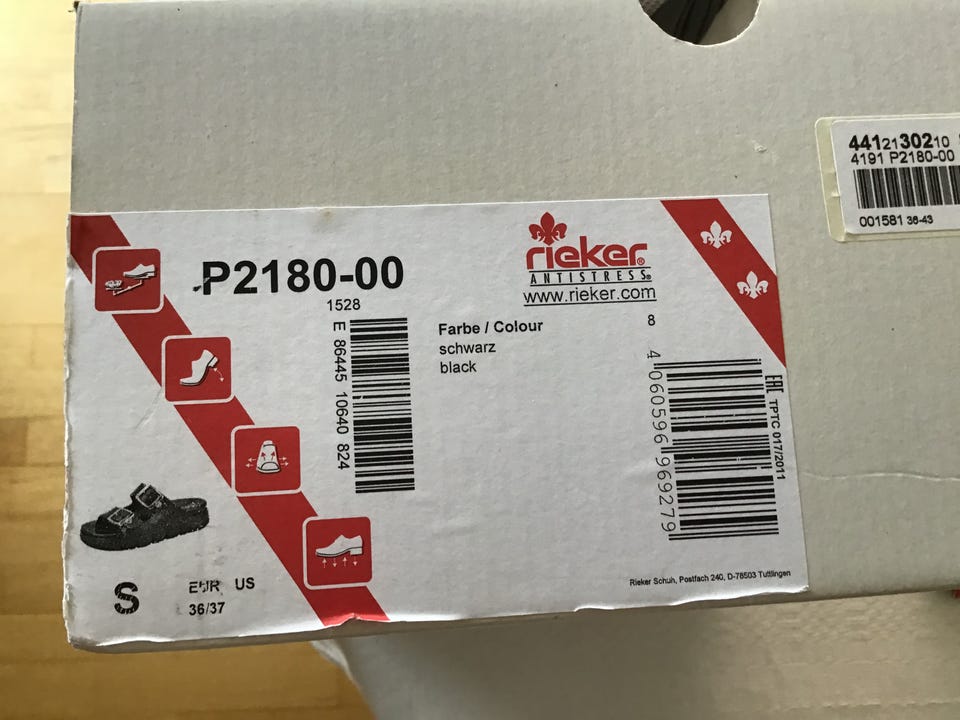 4412130210
4191 P2180-00
001581 36-43
P2180-00
1528
E 86445 10640 824
rieker®
ANTISTRESS®
www.rieker.com
Farbe / Colour
schwarz
black
8
4 060596 969279
EAC TPTC 017/2011
S
EUR US
36/37
Rieker Schuh, Postfach 240, D-78503 Tuttlingen